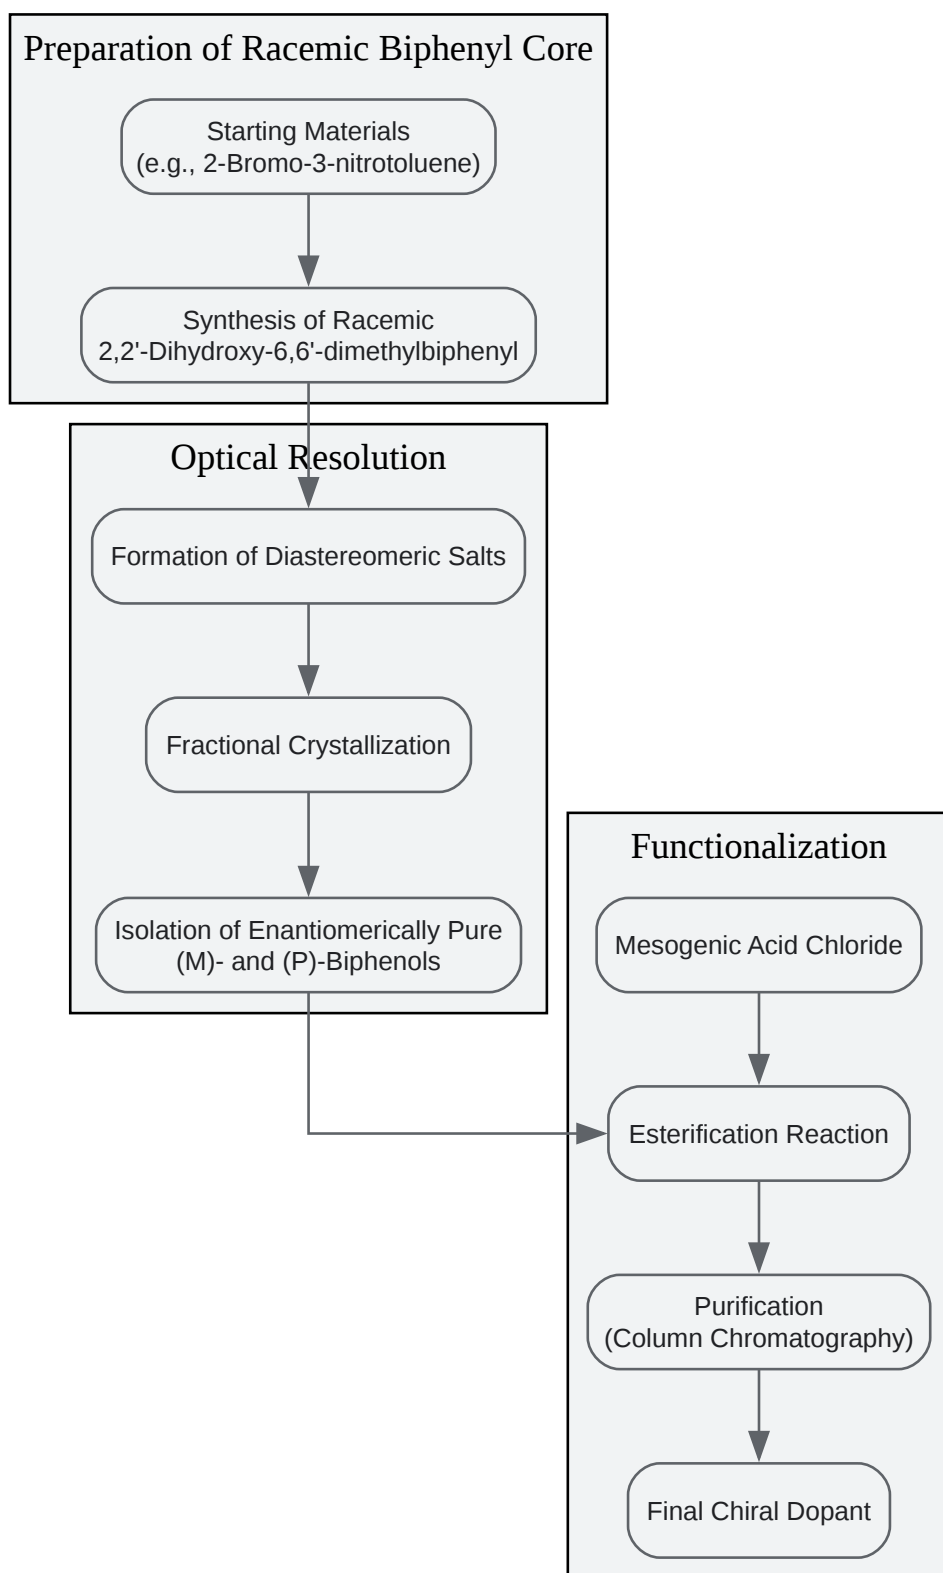 Preparation of Racemic Biphenyl Core
Starting Materials
(e.g., 2-Bromo-3-nitrotoluene)
Synthesis of Racemic
2,2'-Dihydroxy-6,6'-dimethylbiphenyl
Optical Resolution
Formation of Diastereomeric Salts
Fractional Crystallization
Isolation of Enantiomerically Pure
(M)- and (P)-Biphenols
Functionalization
Mesogenic Acid Chloride
Esterification Reaction
Purification
(Column Chromatography)
Final Chiral Dopant